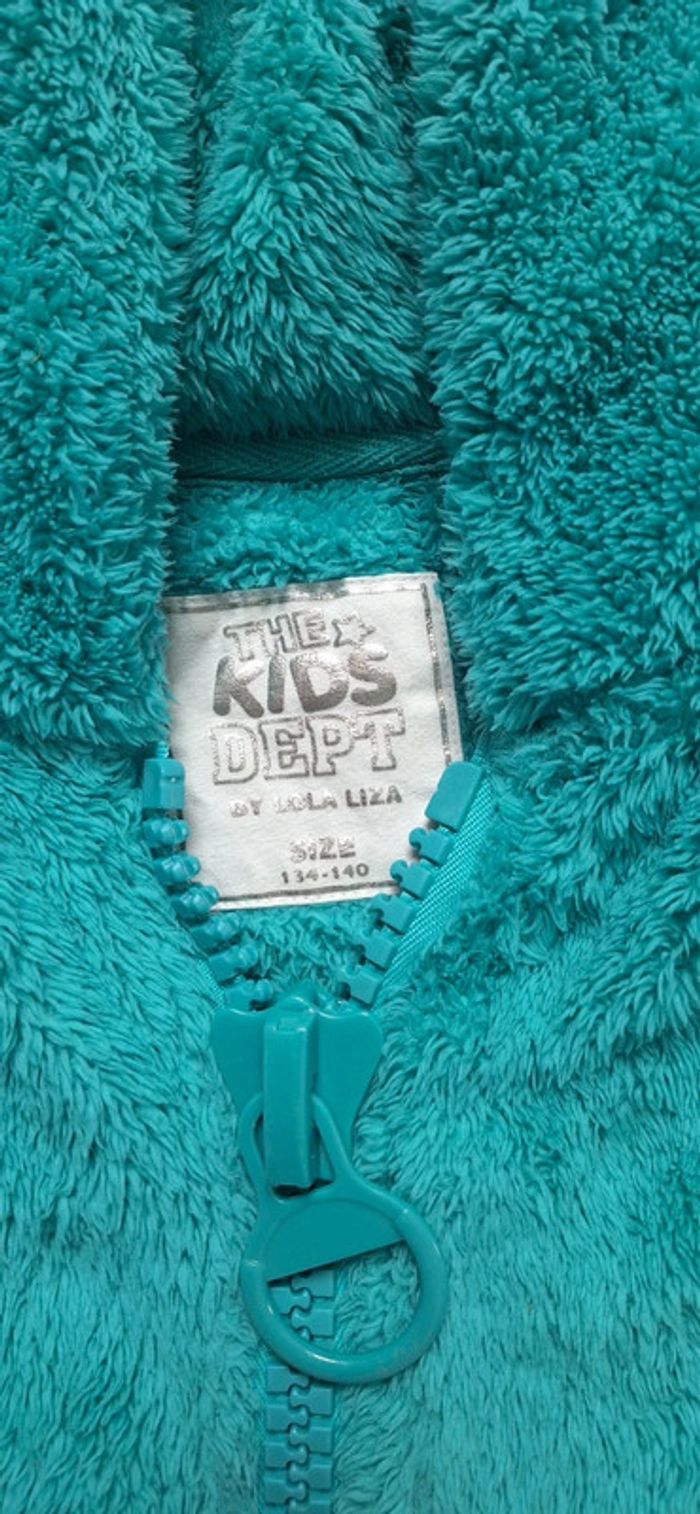 THE
KIDS
DEPT
BY LOLA LIZA
SIZE
134-140